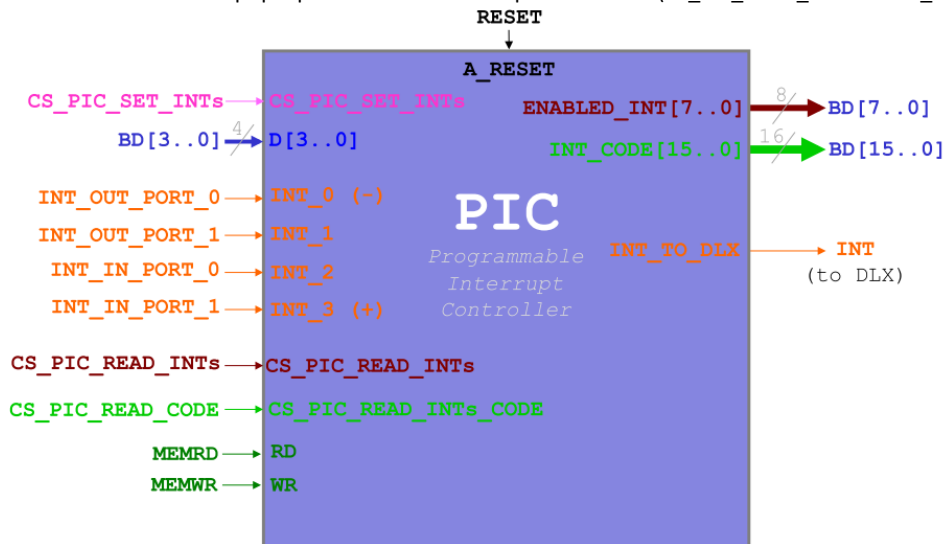 RESET
A_RESET
CS_PIC_SET_INTs CS_PIC_SET_INTs
ENABLED_INT[7..0] 8 BD[7..0]
BD[3..0] 4 D[3..0]
INT_CODE[15..0] 16 BD[15..0]
INT_OUT_PORT_0 INT_0 (-)
INT_OUT_PORT_1 INT_1
INT_IN_PORT_0 INT_2
INT_IN_PORT_1 INT_3 (+)
PIC
Programmable
Interrupt
Controller
INT_TO_DLX INT
(to DLX)
CS_PIC_READ_INTs CS_PIC_READ_INTs
CS_PIC_READ_CODE CS_PIC_READ_INTs_CODE
MEMRD RD
MEMWR WR